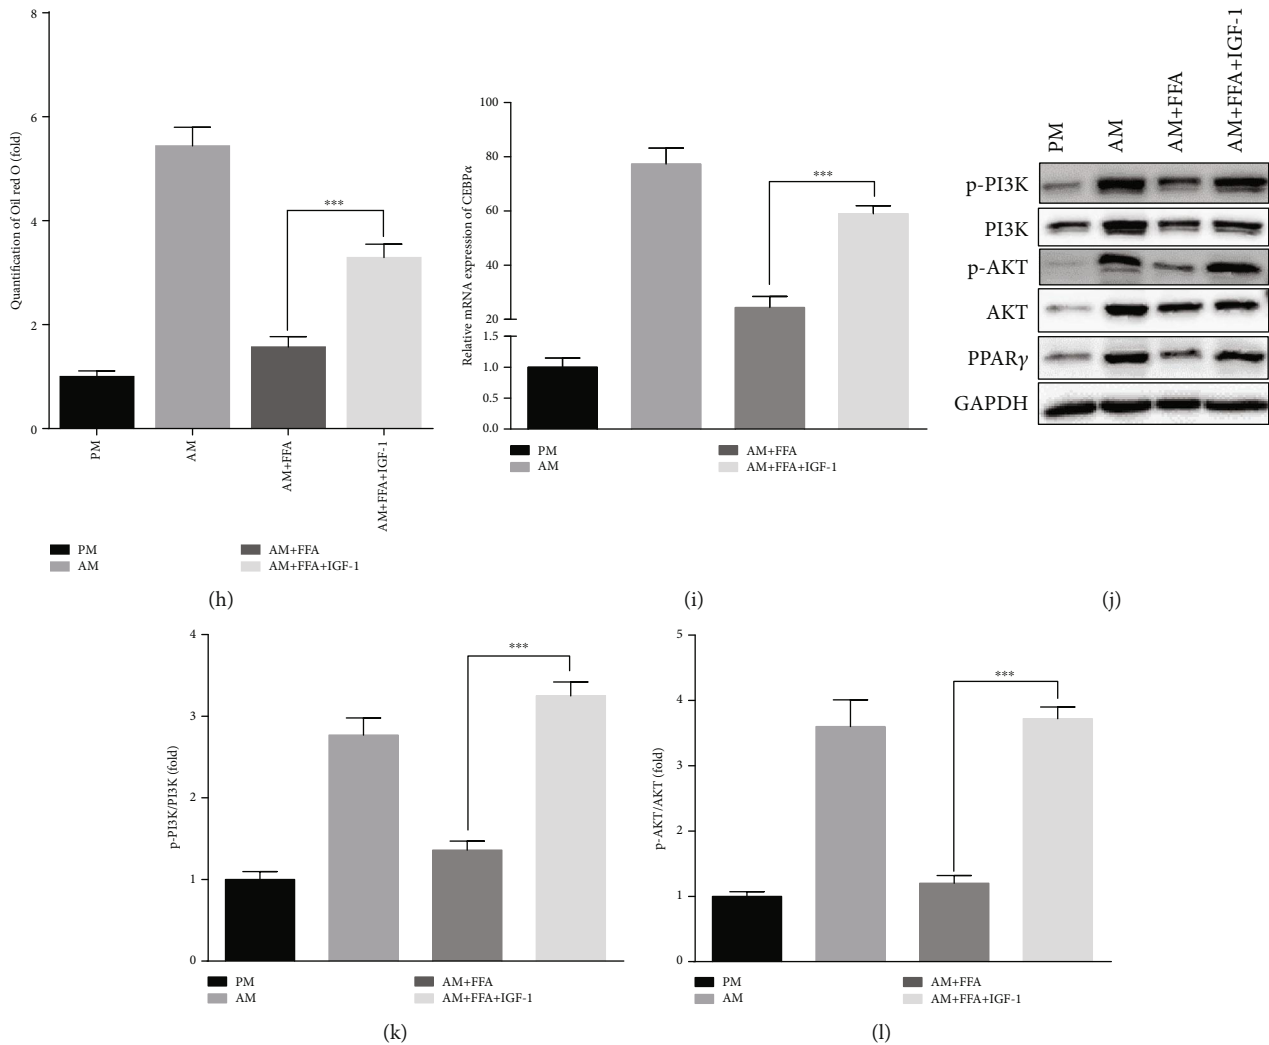 Quantification of Oil red O (fold)
8
6
4
2
0
***
PM
AM
AM+FFA
AM+FFA+IGF-1
PM
AM
AM+FFA
AM+FFA+IGF-1
(h)
Relative mRNA expression of CEBPα
100
80
60
40
20
1.5
1.0
0.5
0.0
***
PM
AM
AM+FFA
AM+FFA+IGF-1
(i)
PM
AM
AM+FFA
AM+FFA+IGF-1
p-PI3K
PI3K
p-AKT
AKT
PPARγ
GAPDH
(j)
p-PI3K/PI3K (fold)
4
3
2
1
0
***
PM
AM
AM+FFA
AM+FFA+IGF-1
(k)
p-AKT/AKT (fold)
5
4
3
2
1
0
***
PM
AM
AM+FFA
AM+FFA+IGF-1
(l)